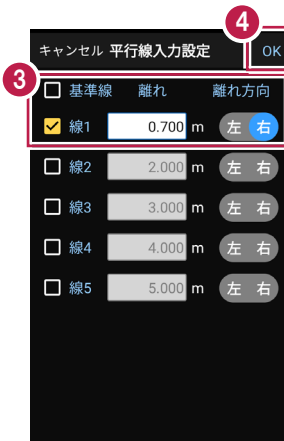 4
キャンセル 平行線入力設定 OK
3
基準線 離れ 離れ方向
線1 0.700 m 左 右
線2 2.000 m 左 右
線3 3.000 m 左 右
線4 4.000 m 左 右
線5 5.000 m 左 右